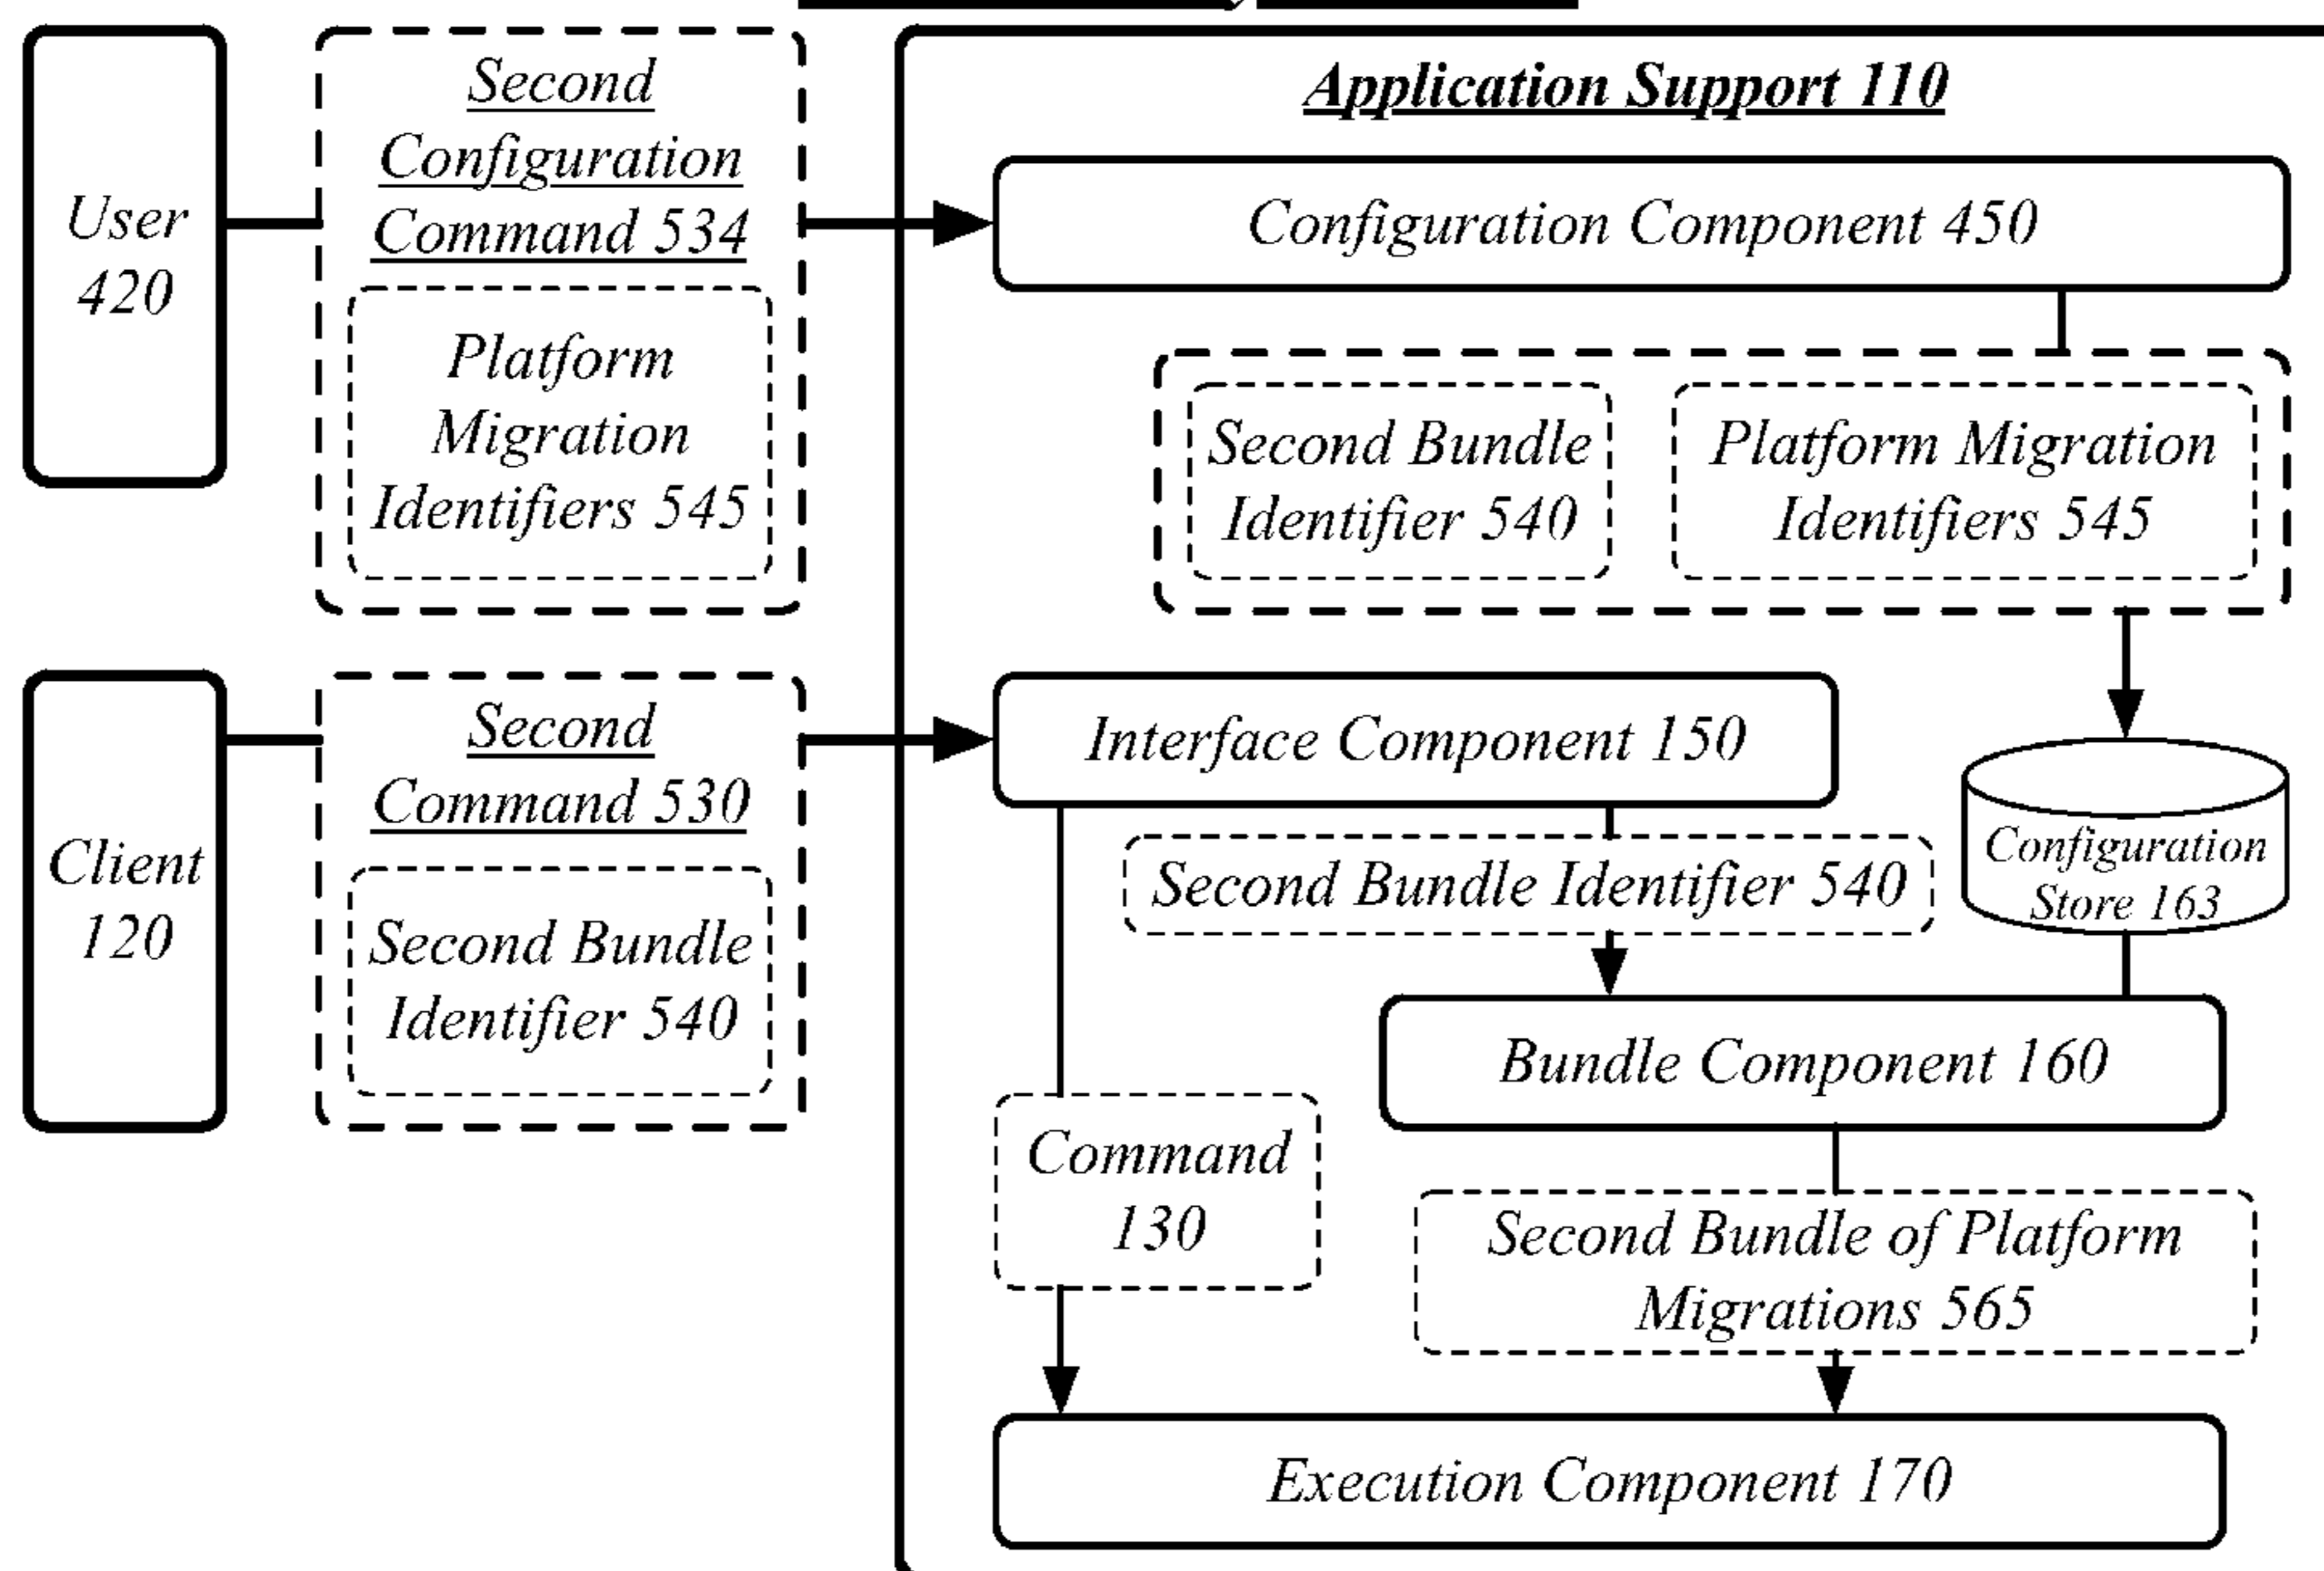 Application Support 110
User
420
Second
Configuration
Command 534
Platform
Migration
Identifiers 545
Configuration Component 450
Second Bundle
Identifier 540
Platform Migration
Identifiers 545
Client
120
Second
Command 530
Second Bundle
Identifier 540
Interface Component 150
Second Bundle Identifier 540
Configuration
Store 163
Bundle Component 160
Command
130
Second Bundle of Platform
Migrations 565
Execution Component 170